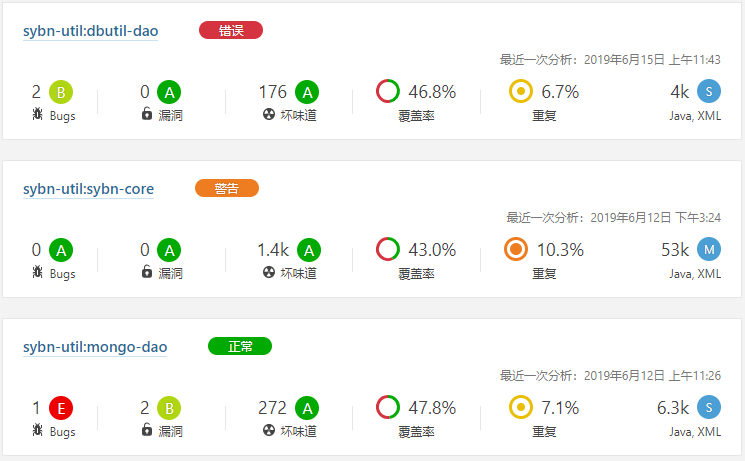 sybn-util:dbutil-dao 错误
最近一次分析：2019年6月15日 上午11:43
2 B 0 A 176 A 46.8% 6.7% 4k S
Bugs 漏洞 坏味道 覆盖率 重复 Java, XML
sybn-util:sybn-core 警告
最近一次分析：2019年6月12日 下午3:24
0 A 0 A 1.4k A 43.0% 10.3% 53k M
Bugs 漏洞 坏味道 覆盖率 重复 Java, XML
sybn-util:mongo-dao 正常
最近一次分析：2019年6月12日 上午11:26
1 E 2 B 272 A 47.8% 7.1% 6.3k S
Bugs 漏洞 坏味道 覆盖率 重复 Java, XML